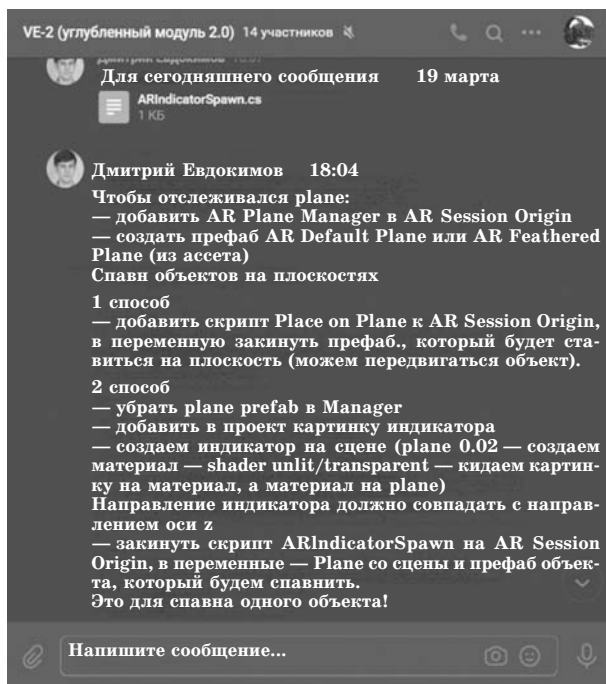 VE-2 (углубленный модуль 2.0) 14 участников
Для сегодняшнего сообщения 19 марта
ARIndicatorSpawn.cs
1 КБ
Дмитрий Евдокимов 18:04
Чтобы отслеживался plane:
— добавить AR Plane Manager в AR Session Origin
— создать префаб AR Default Plane или AR Feathered
Plane (из ассета)
Спавн объектов на плоскостях
1 способ
— добавить скрипт Place on Plane к AR Session Origin,
в переменную закинуть префаб., который будет ста-
виться на плоскость (можем передвигаться объект).
2 способ
— убрать plane prefab в Manager
— добавить в проект картинку индикатора
— создаем индикатор на сцене (plane 0.02 — создаем
материал — shader unlit/transparent — кидаем картин-
ку на материал, а материал на plane)
Направление индикатора должно совпадать с направ-
лением оси z
— закинуть скрипт ARlndicatorSpawn на AR Session
Origin, в переменные — Plane со сцены и префаб объек-
та, который будем спавнить.
Это для спавна одного объекта!
Напишите сообщение...